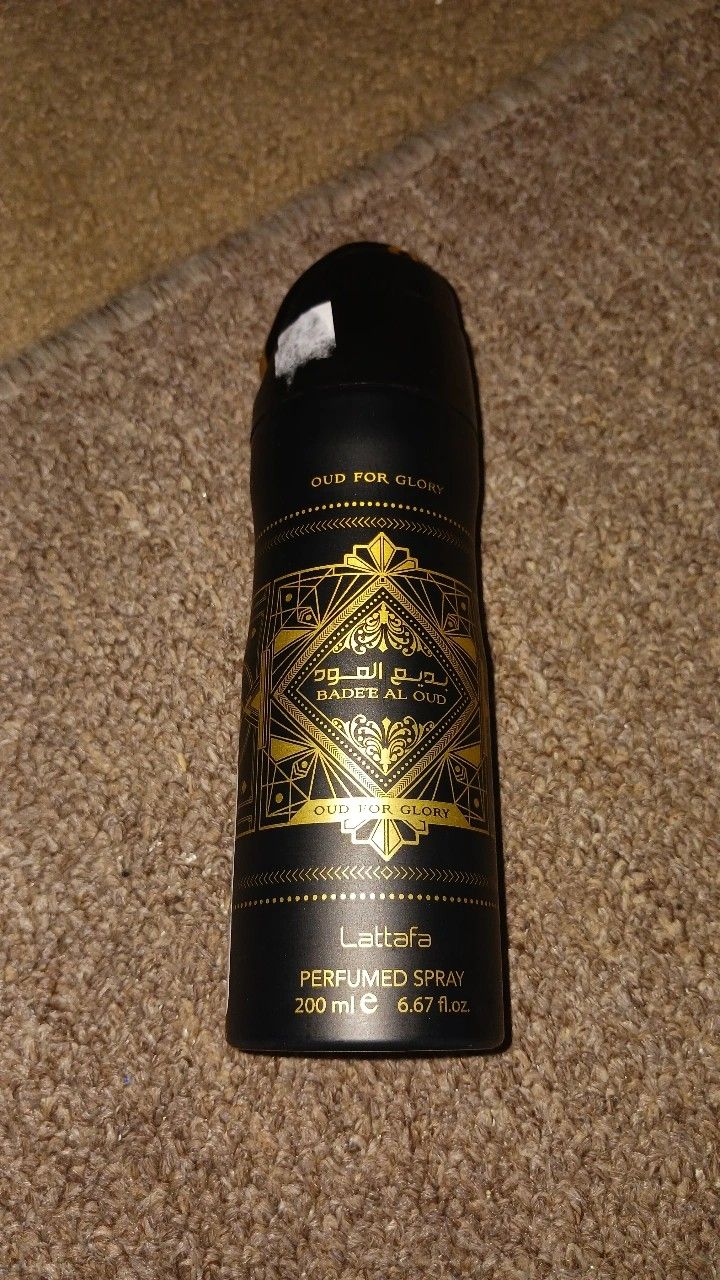 OUD FOR GLORY
بديع العود
BADEE AL OUD
OUD FOR GLORY
Lattafa
PERFUMED SPRAY
200 ml e 6.67 fl.oz.